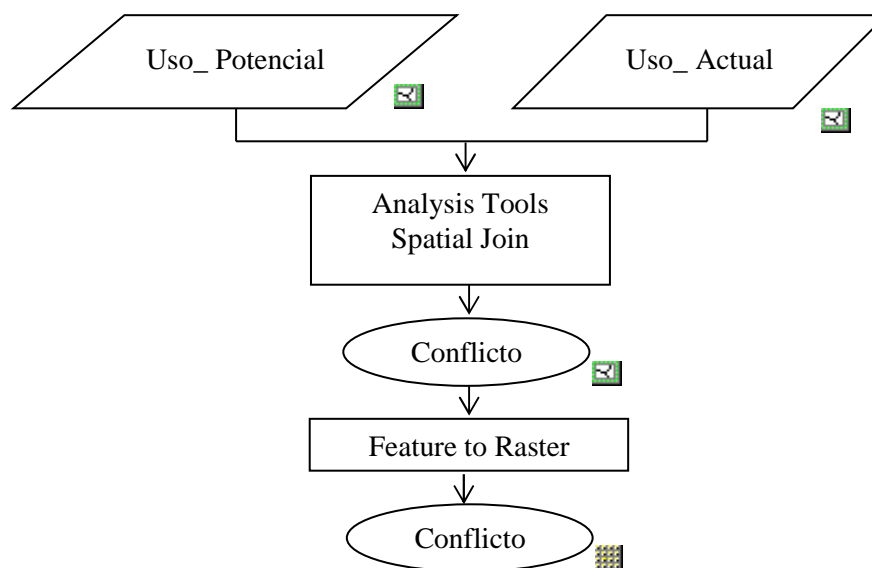 Uso_ Potencial
Uso_ Actual
Analysis Tools
Spatial Join
Conflicto
Feature to Raster
Conflicto